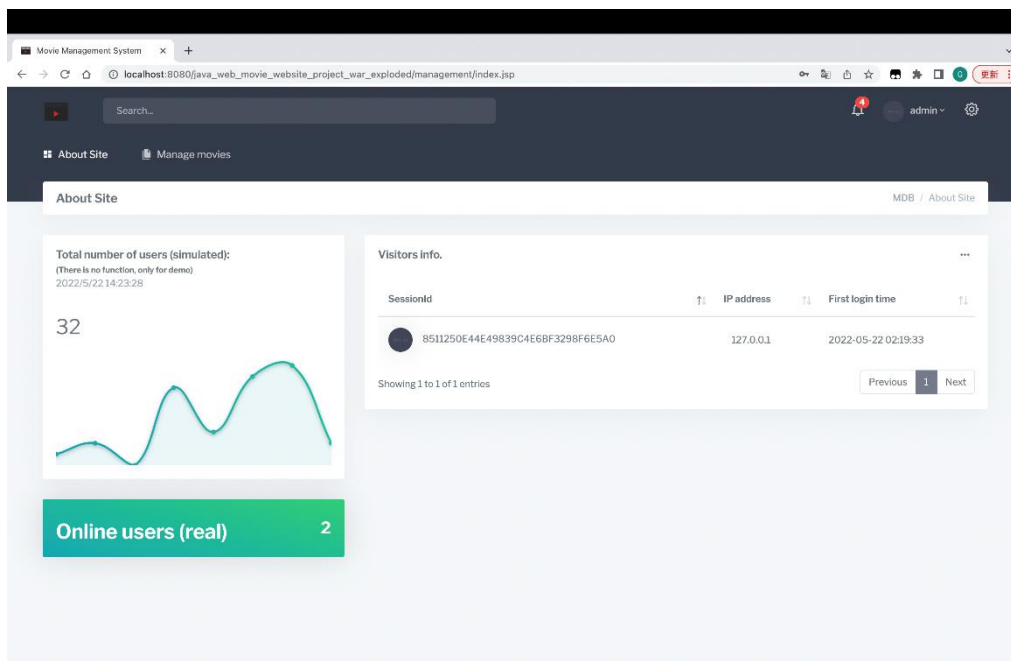 Movie Management System
localhost:8080/java_web_movie_website_project_war_exploded/management/index.jsp
G
更新
Search...
4
admin
About Site
Manage movies
About Site
MDB / About Site
Total number of users (simulated):
(There is no function, only for demo)
2022/5/22 14:23:28
32
Online users (real)
2
Visitors info.
SessionId
IP address
First login time
8511250E44E49839C4E6BF3298F6E5A0
127.0.0.1
2022-05-22 02:19:33
Showing 1 to 1 of 1 entries
Previous
1
Next